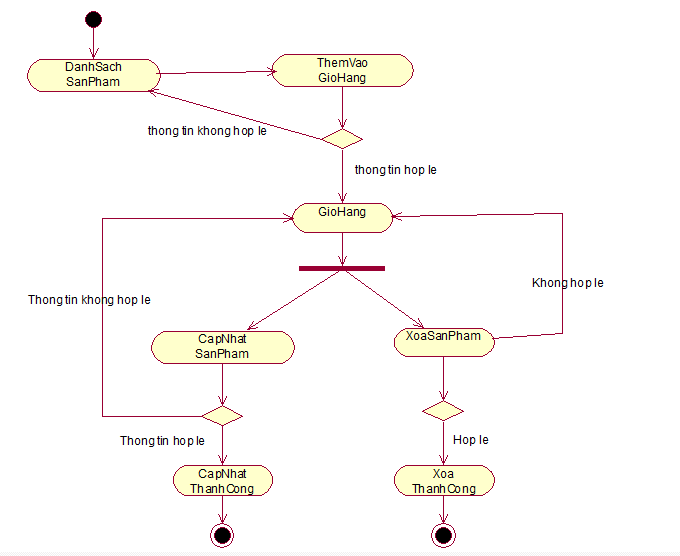 DanhSach
SanPham
ThemVao
GioHang
thong tin khong hop le
thong tin hop le
GioHang
Thong tin khong hop le
Khong hop le
CapNhat
SanPham
XoaSanPham
Thong tin hop le
Hop le
CapNhat
ThanhCong
Xoa
ThanhCong